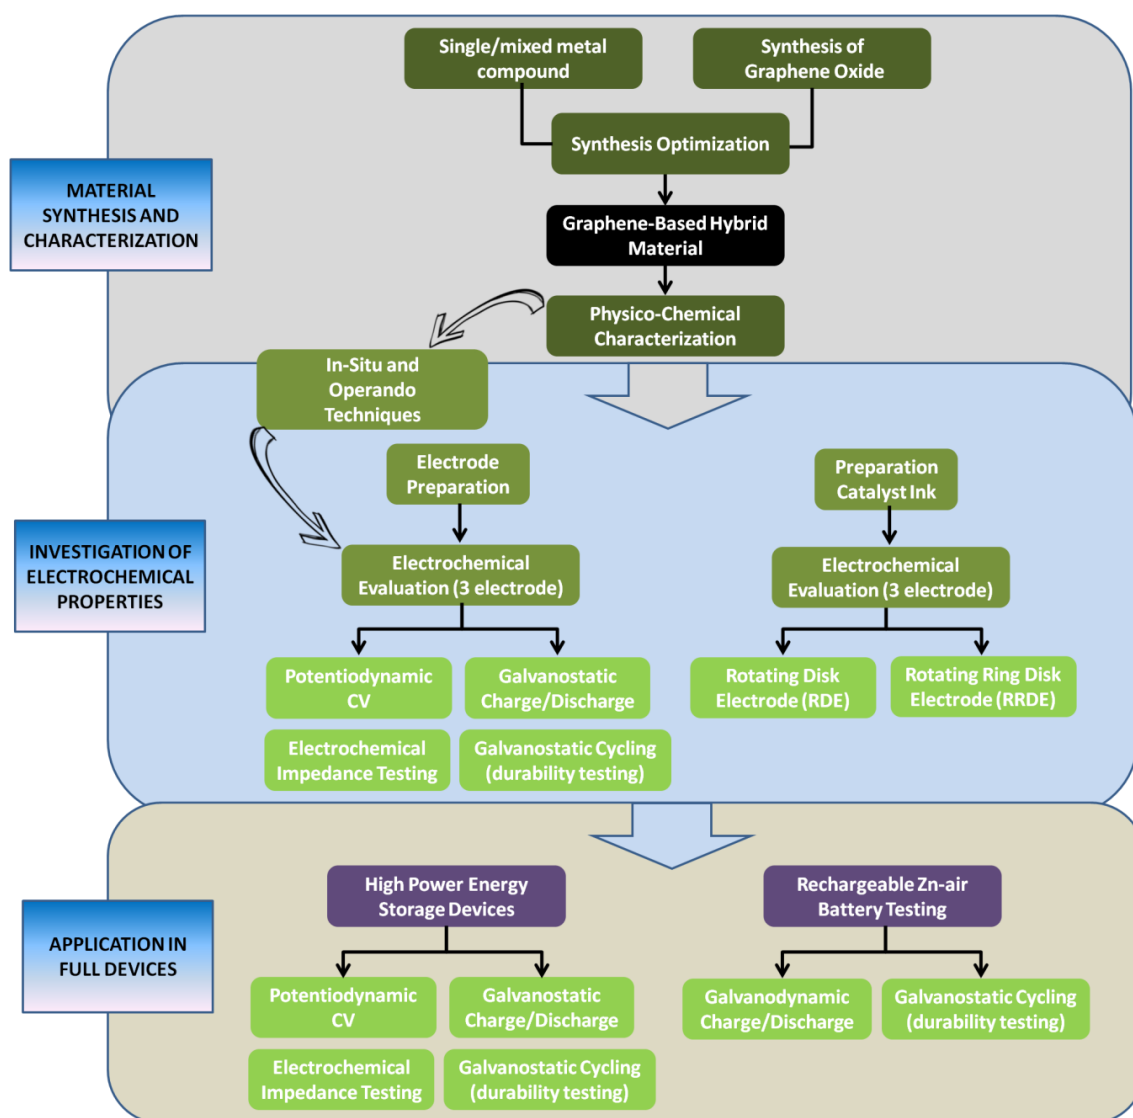 Single/mixed metal
compound
Synthesis of
Graphene Oxide
Synthesis Optimization
MATERIAL
SYNTHESIS AND
CHARACTERIZATION
Graphene-Based Hybrid
Material
Physico-Chemical
Characterization
In-Situ and
Operando
Techniques
Electrode
Preparation
Preparation
Catalyst Ink
INVESTIGATION OF
ELECTROCHEMICAL
PROPERTIES
Electrochemical
Evaluation (3 electrode)
Electrochemical
Evaluation (3 electrode)
Potentiodynamic
CV
Galvanostatic
Charge/Discharge
Rotating Disk
Electrode (RDE)
Rotating Ring Disk
Electrode (RRDE)
Electrochemical
Impedance Testing
Galvanostatic Cycling
(durability testing)
High Power Energy
Storage Devices
Rechargeable Zn-air
Battery Testing
APPLICATION IN
FULL DEVICES
Potentiodynamic
CV
Galvanostatic
Charge/Discharge
Galvanodynamic
Charge/Discharge
Galvanostatic Cycling
(durability testing)
Electrochemical
Impedance Testing
Galvanostatic Cycling
(durability testing)